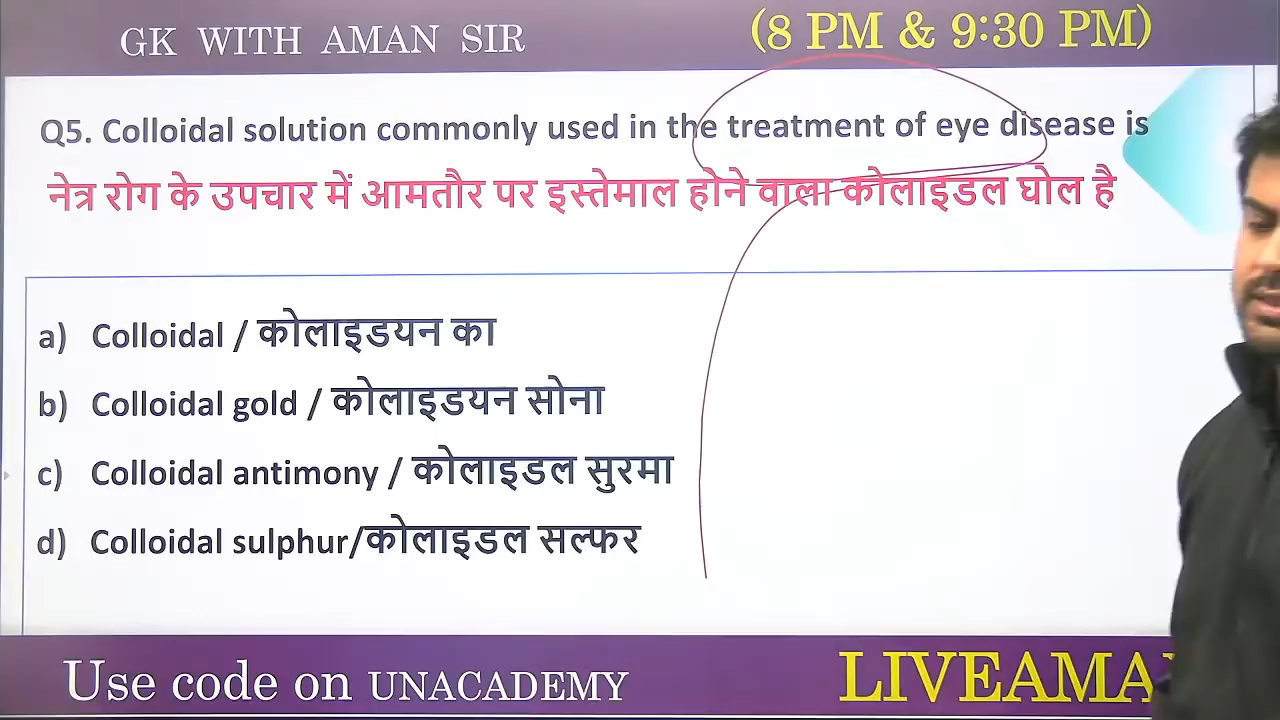 GK WITH AMAN SIR
(8 PM & 9:30 PM)
Q5. Colloidal solution commonly used in the treatment of eye disease is
नेत्र रोग के उपचार में आमतौर पर इस्तेमाल होने वाला कोलाइडल घोल है
a) Colloidal / कोलाइडयन का
b) Colloidal gold / कोलाइडयन सोना
c) Colloidal antimony / कोलाइडल सुरमा
d) Colloidal sulphur/कोलाइडल सल्फर
Use code on UNACADEMY
LIVEAMA